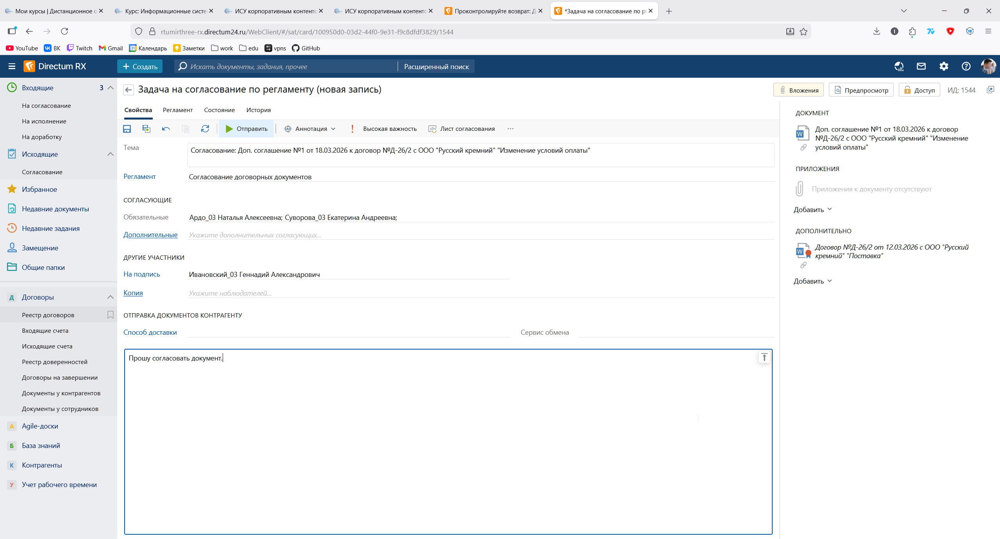 Мои курсы | Дистанционное о
Курс: Информационные систе
ИСУ корпоративным контенто
ИСУ корпоративным контенто
Проконтролируйте возврат: Д
*Задача на согласование по ре
rtumirthree-rx.directum24.ru/WebClient/#/sat/card/100950d0-03d2-44f0-9e31-f9c8dfdf3829/1544
YouTube
ВК
Twitch
Gmail
Календарь
Заметки
work
edu
vpns
GitHub
Directum RX
Создать
Искать документы, задания, прочее
Расширенный поиск
Входящие 3
На согласование
На исполнение
На доработку
Исходящие
Согласование
Избранное
Недавние документы
Недавние задания
Замещение
Общие папки
Д Договоры
Реестр договоров
Входящие счета
Исходящие счета
Реестр доверенностей
Договоры на завершении
Документы у контрагентов
Документы у сотрудников
А Agile-доски
Б База знаний
К Контрагенты
У Учет рабочего времени
Задача на согласование по регламенту (новая запись)
Вложения
Предпросмотр
Доступ
ИД: 1544
Свойства
Регламент
Состояние
История
Отправить
Аннотация
Высокая важность
Лист согласования
Тема
Согласование: Доп. соглашение №1 от 18.03.2026 к договор №Д-26/2 с ООО "Русский кремний" "Изменение условий оплаты"
Регламент
Согласование договорных документов
СОГЛАСУЮЩИЕ
Обязательные
Ардо_03 Наталья Алексеевна; Суворова_03 Екатерина Андреевна;
Дополнительные
Укажите дополнительных согласующих...
ДРУГИЕ УЧАСТНИКИ
На подпись
Ивановский_03 Геннадий Александрович
Копия
Укажите наблюдателей...
ОТПРАВКА ДОКУМЕНТОВ КОНТРАГЕНТУ
Способ доставки
Сервис обмена
Прошу согласовать документ.
ДОКУМЕНТ
Доп. соглашение №1 от 18.03.2026 к договор
№Д-26/2 с ООО "Русский кремний" "Изменение
условий оплаты"
ПРИЛОЖЕНИЯ
Приложения к документу отсутствуют
Добавить
ДОПОЛНИТЕЛЬНО
Договор №Д-26/2 от 12.03.2026 с ООО "Русский
кремний" "Поставка"
Добавить